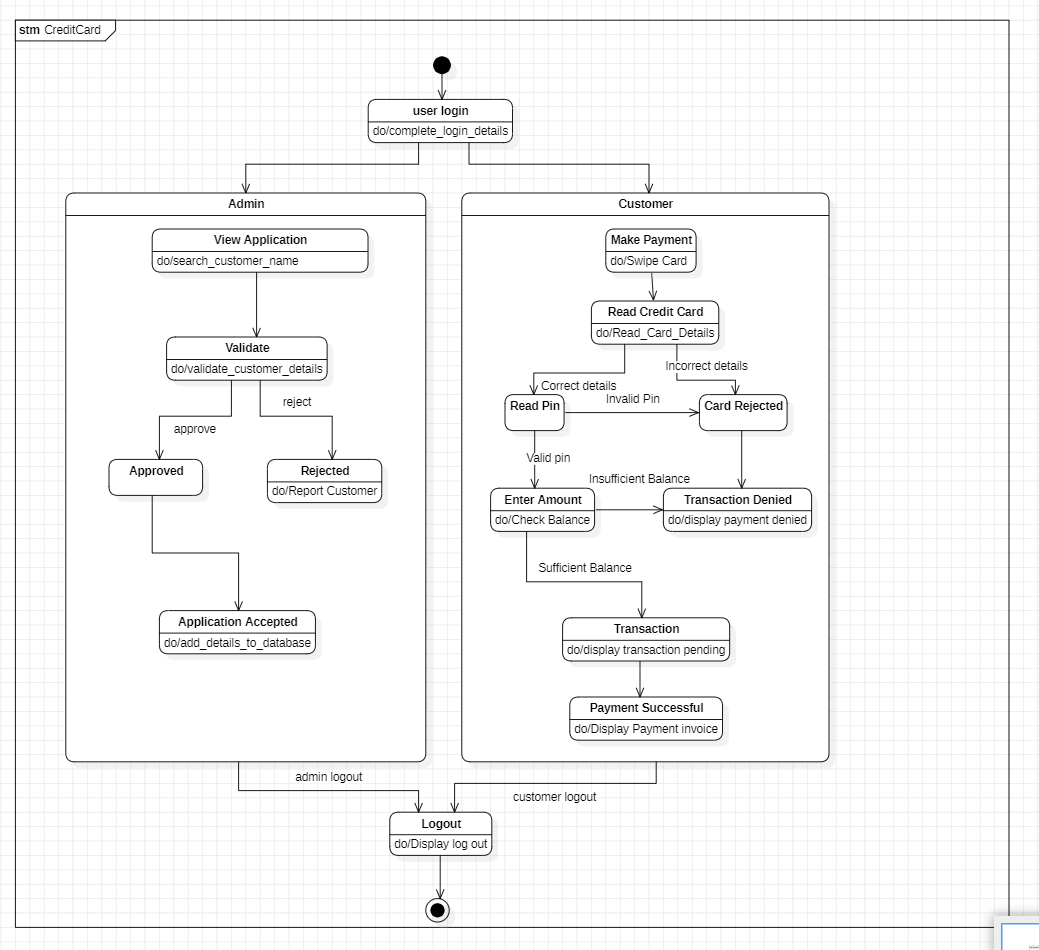 stm CreditCard
user login
do/complete_login_details
Admin
View Application
do/search_customer_name
Validate
do/validate_customer_details
reject
approve
Approved
Rejected
do/Report Customer
Application Accepted
do/add_details_to_database
Customer
Make Payment
do/Swipe Card
Read Credit Card
do/Read_Card_Details
Incorrect details
Correct details
Invalid Pin
Read Pin
Card Rejected
Valid pin
Insufficient Balance
Enter Amount
do/Check Balance
Transaction Denied
do/display payment denied
Sufficient Balance
Transaction
do/display transaction pending
Payment Successful
do/Display Payment invoice
admin logout
customer logout
Logout
do/Display log out